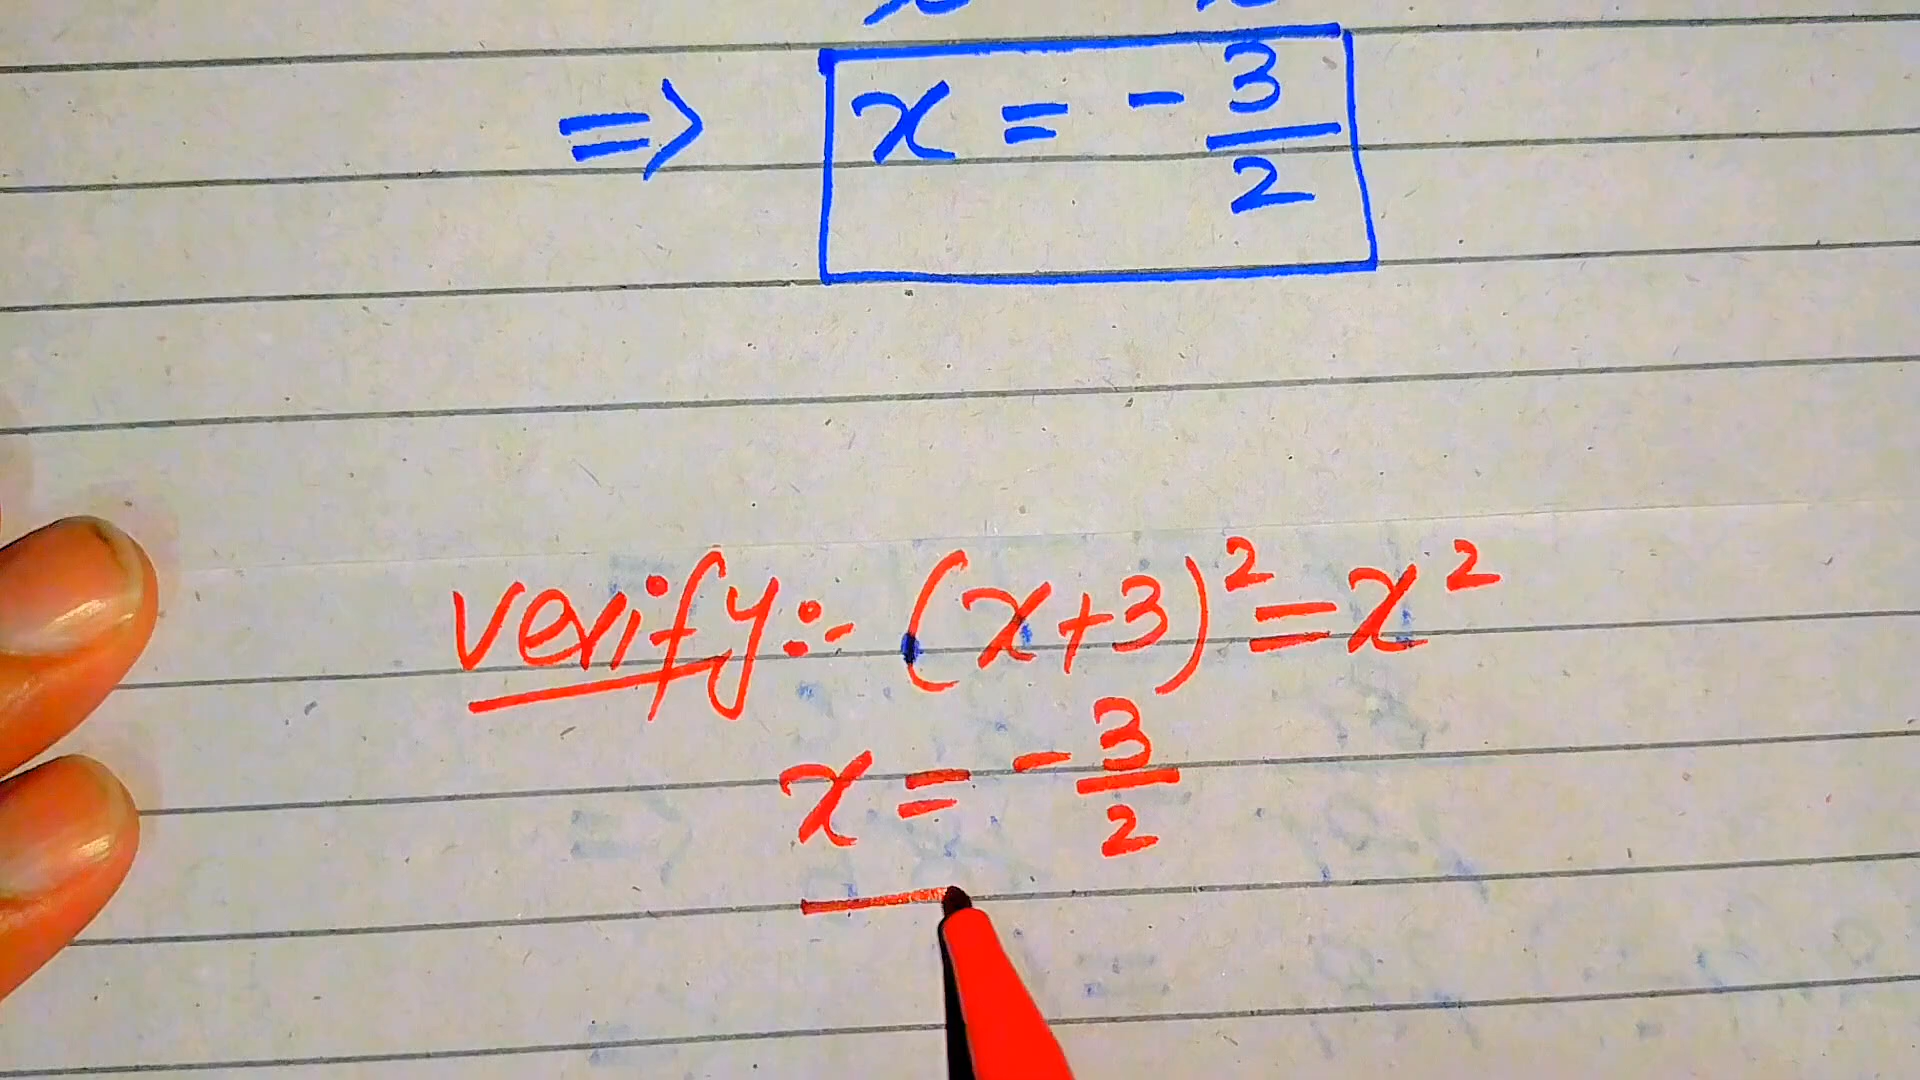 => x = - 3/2
verify:- (x+3)² = x²
x = - 3/2